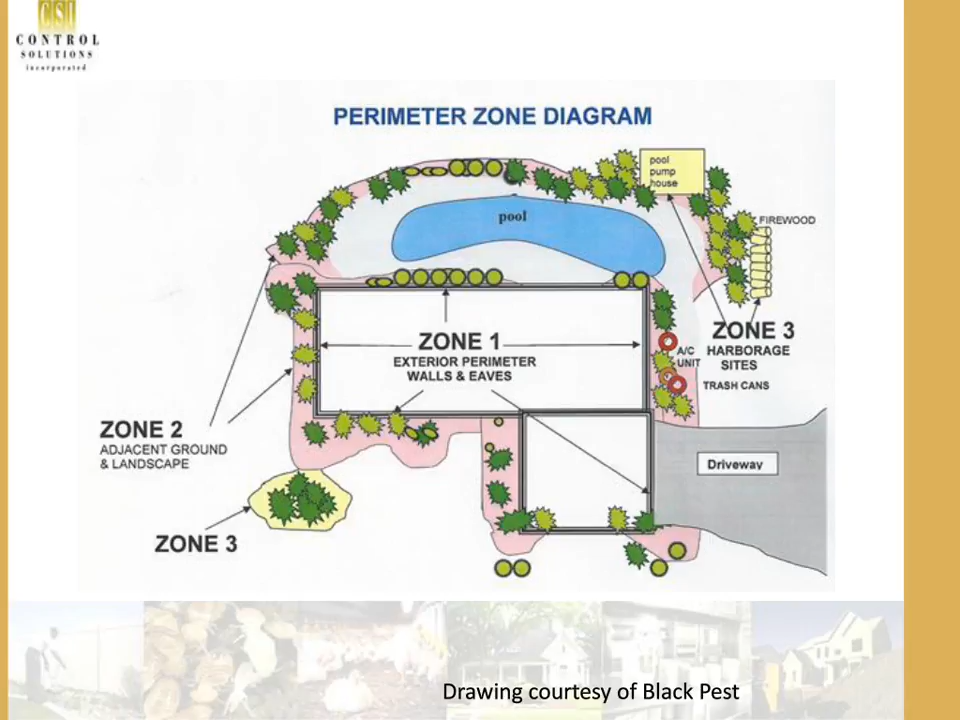 CSI
CONTROL
SOLUTIONS
incorporated
PERIMETER ZONE DIAGRAM
pool
pump
house
pool
FIREWOOD
ZONE 1
EXTERIOR PERIMETER
WALLS & EAVES
ZONE 3
HARBORAGE
SITES
A/C
UNIT
TRASH CANS
ZONE 2
ADJACENT GROUND
& LANDSCAPE
Driveway
ZONE 3
Drawing courtesy of Black Pest